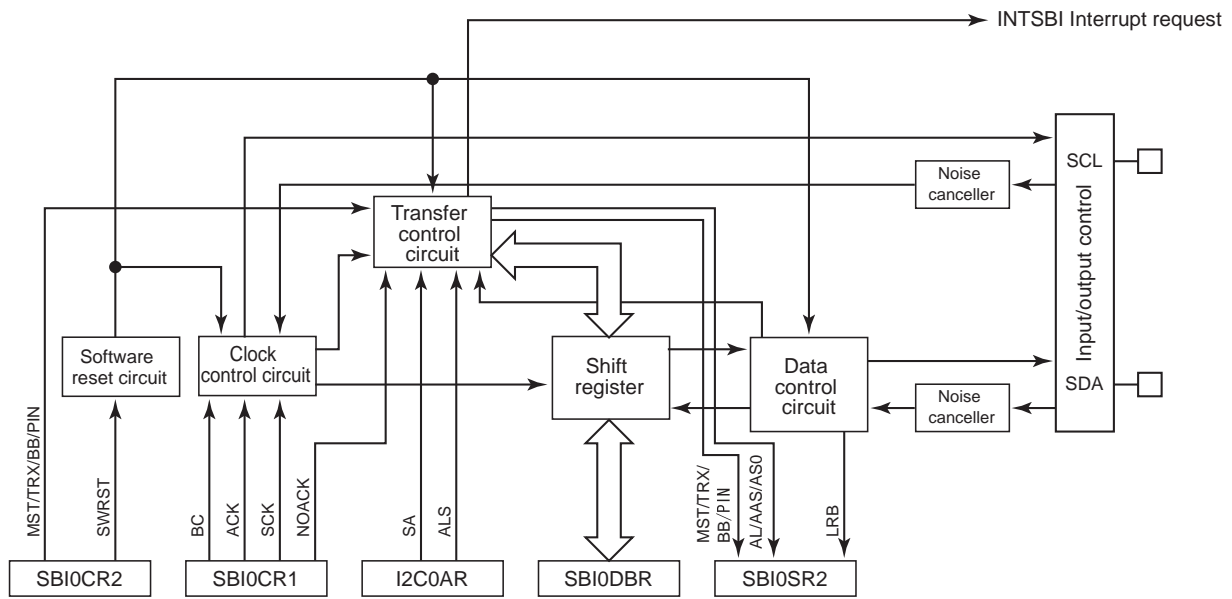 INTSBI Interrupt request
SCL
Noise
canceller
Input/output control
Transfer
control
circuit
Software
reset circuit
Clock
control circuit
Shift
register
Data
control
circuit
SDA
Noise
canceller
MST/TRX/BB/PIN
SWRST
BC
ACK
SCK
NOACK
SA
ALS
MST/TRX/
BB/PIN
AL/AAS/AS0
LRB
SBI0CR2
SBI0CR1
I2C0AR
SBI0DBR
SBI0SR2